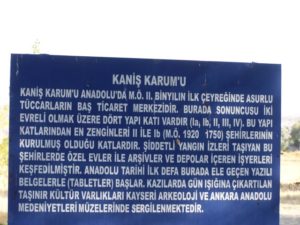 KANİŞ KARUM'U
KANİŞ KARUM'U ANADOLU'DA M.Ö. II. BİNYILIN İLK ÇEYREĞİNDE ASURLU
TÜCCARLARIN BAŞ TİCARET MERKEZİDİR. BURADA SONUNCUSU İKİ
EVRELİ OLMAK ÜZERE DÖRT YAPI KATI VARDIR (Ia, Ib, II, III, IV). BU YAPI
KATLARINDAN EN ZENGİNLERİ II İLE Ib (M.Ö. 1920 1750) ŞEHİRLERİNİN
KURULMUŞ OLDUĞU KATLARDIR. ŞİDDETLİ YANGIN İZLERİ TAŞIYAN BU
ŞEHİRLERDE ÖZEL EVLER İLE ARŞİVLER VE DEPOLAR İÇEREN İŞYERLERİ
KEŞFEDİLMİŞTİR. ANADOLU TARİHİ İLK DEFA BURADA ELE GEÇEN YAZILI
BELGELERLE (TABLETLER) BAŞLAR. KAZILARDA GÜN IŞIĞINA ÇIKARTILAN
TAŞINIR KÜLTÜR VARLIKLARI KAYSERİ ARKEOLOJİ VE ANKARA ANADOLU
MEDENİYETLERİ MÜZELERİNDE SERGİLENMEKTEDİR.